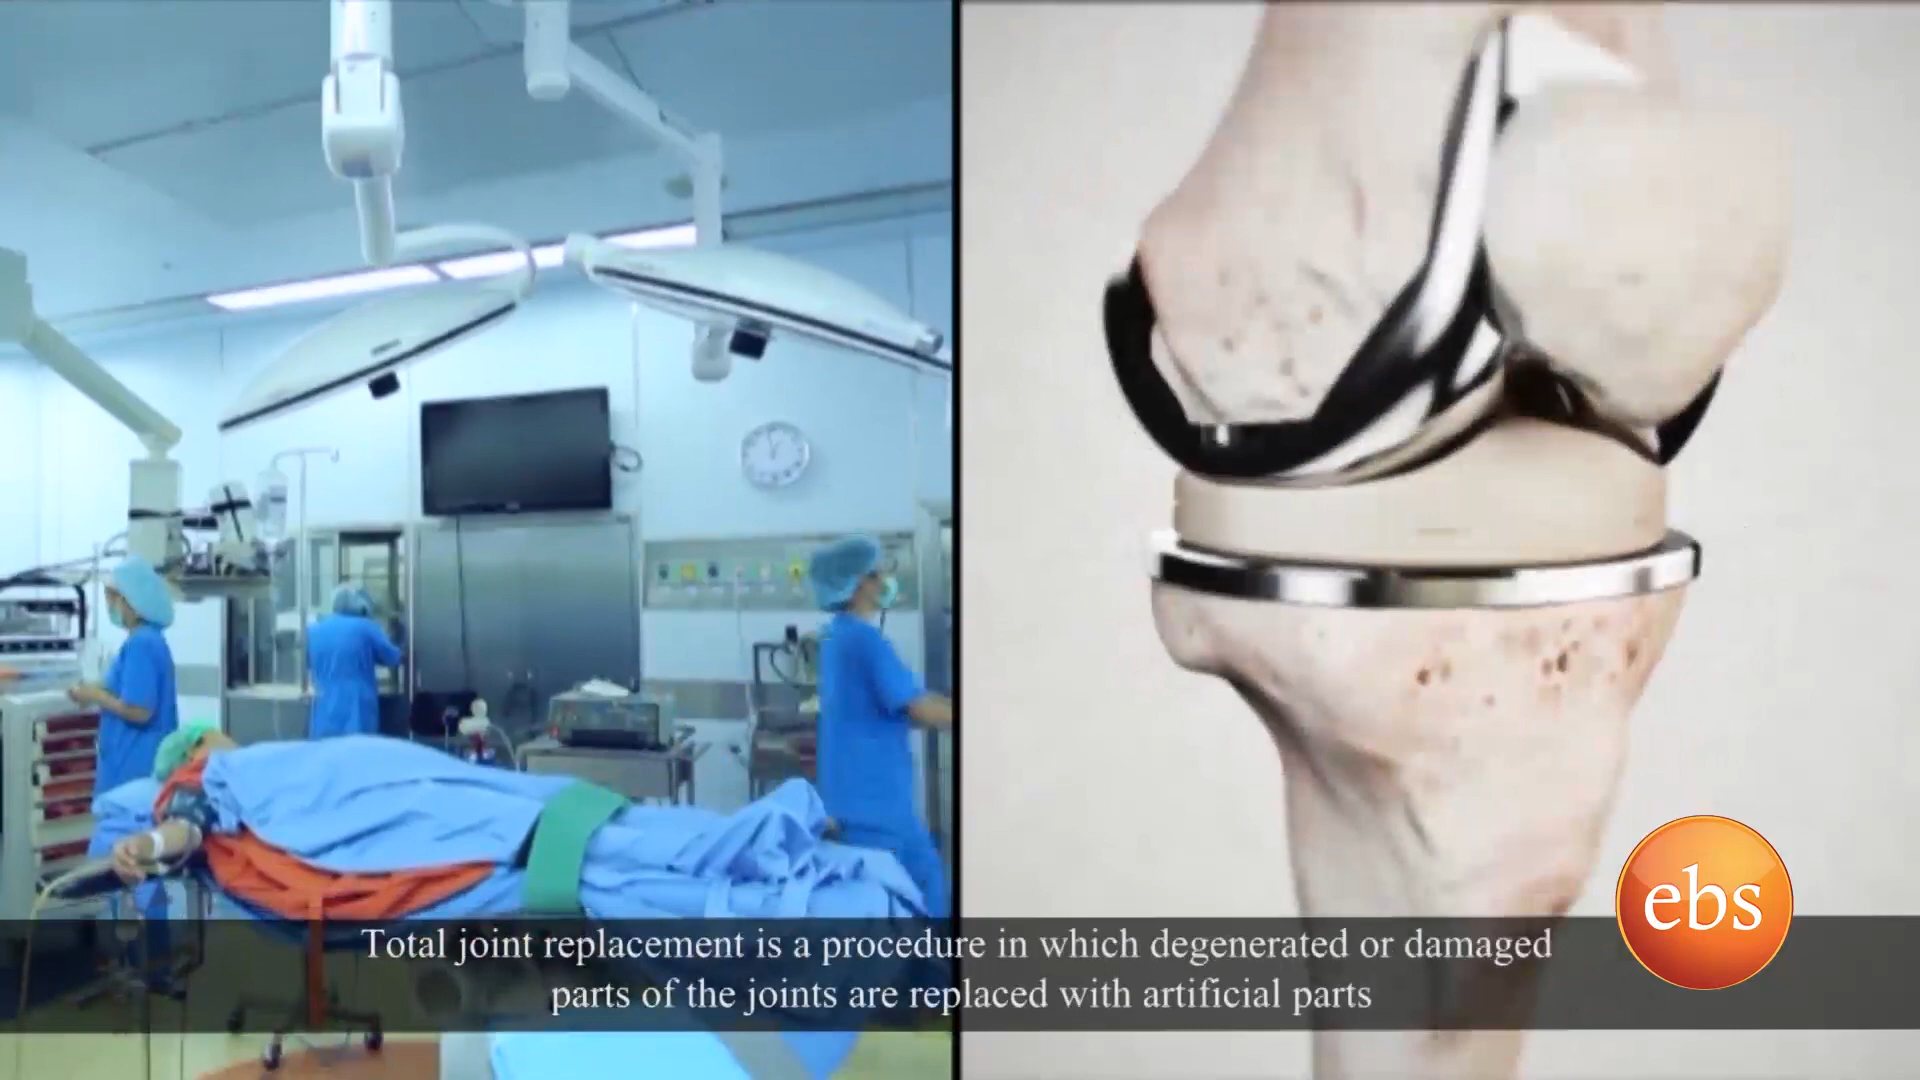 ebs
Total joint replacement is a procedure in which degenerated or damaged
parts of the joints are replaced with artificial parts